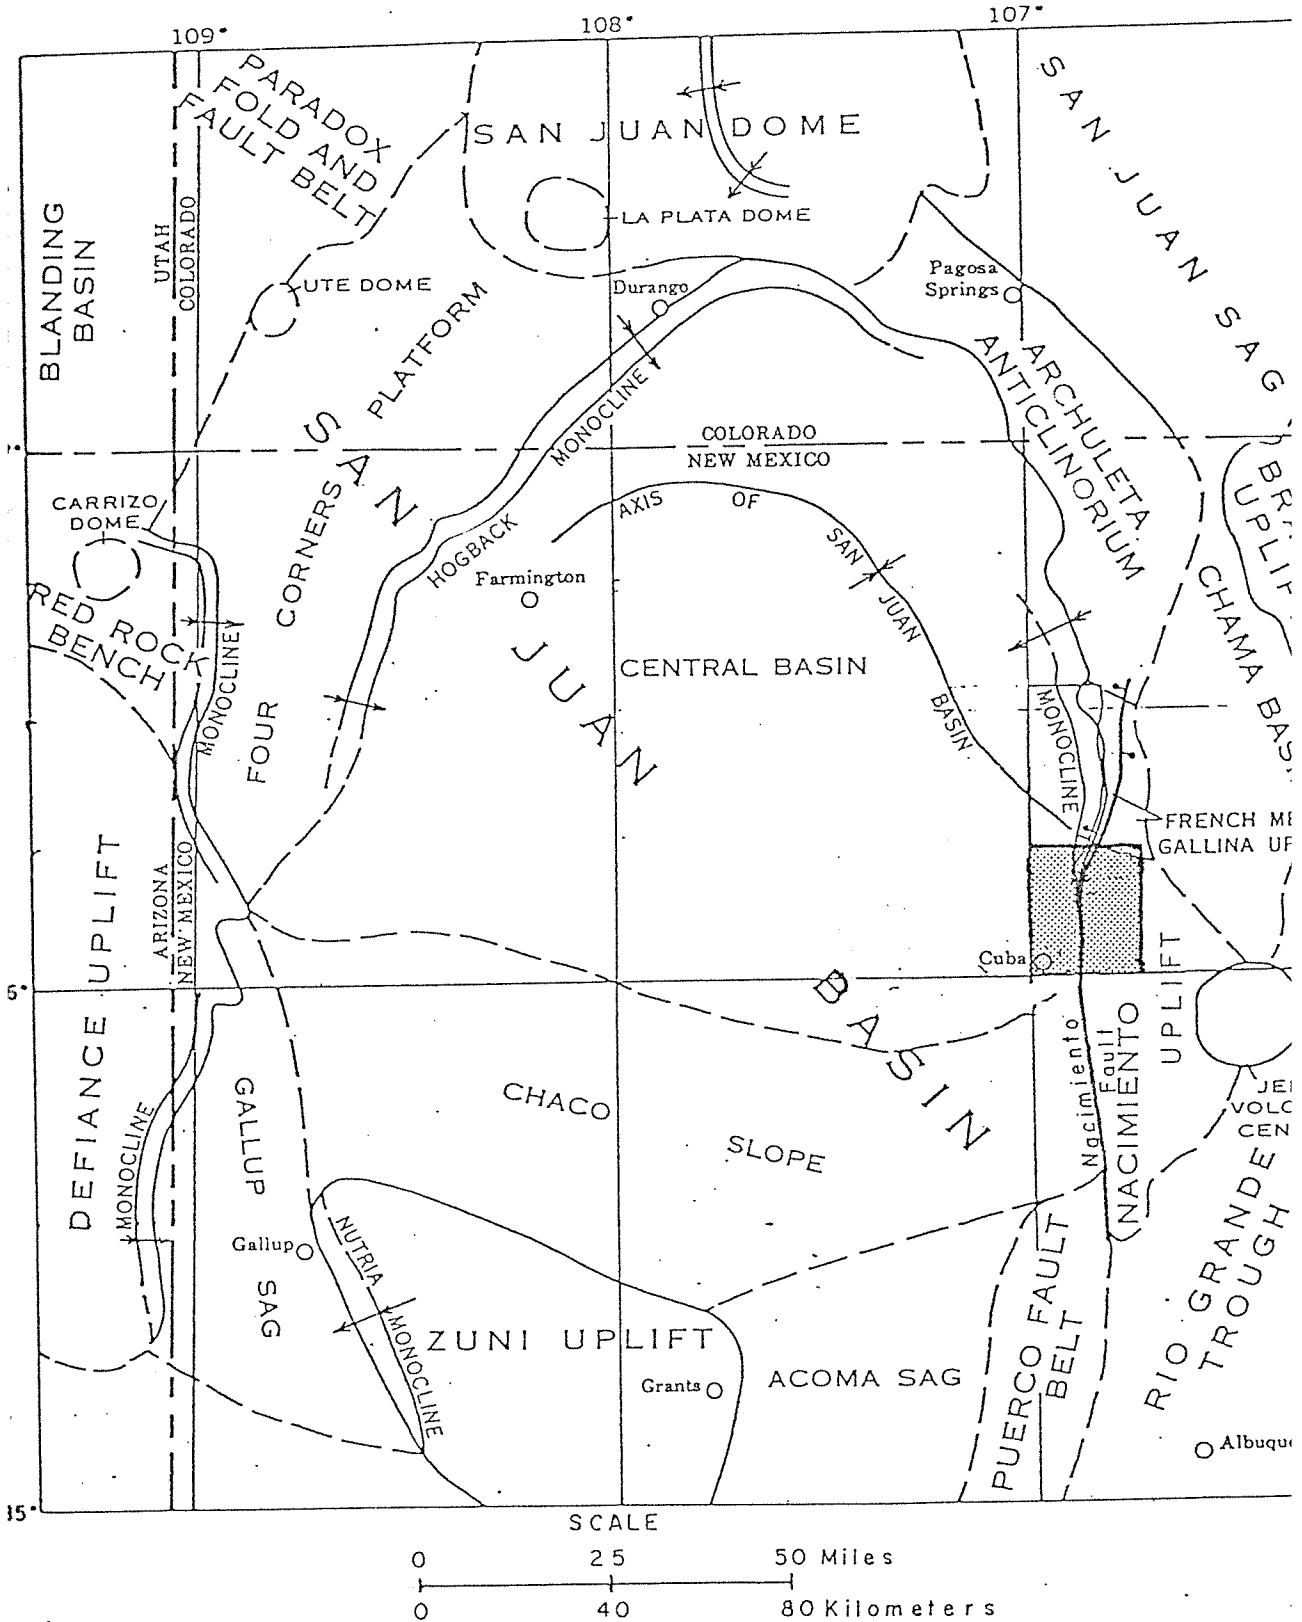 109°
108°
107°
PARADOX
FOLD AND
FAULT BELT
SAN JUAN DOME
SAN JUAN SAG
LA PLATA DOME
BLANDING
BASIN
UTAH
COLORADO
UTE DOME
Durango
Pagosa
Springs
PLATFORM
ARCHULETA
ANTICLINORIUM
MONOCLINE
COLORADO
NEW MEXICO
SAN
CARRIZO
DOME
CORNERS
HOGBACK
AXIS OF
SAN
JUAN
BASIN
UPLIF
Farmington
RED ROCK
BENCH
JUAN
CENTRAL BASIN
CHAMA BAS
MONOCLINE
FOUR
MONOCLINE
FRENCH ME
GALLINA UP
DEFIANCE UPLIFT
ARIZONA
NEW MEXICO
Cuba
5°
BASIN
Nacimiento
Fault
NACIMIENTO
UPLIFT
GALLUP
SAG
CHACO
SLOPE
VOLC
CEN
MONOCLINE
Gallup
NUTRIA
MONOCLINE
ZUNI UPLIFT
Grants
ACOMA SAG
PUERCO FAULT
BELT
RIO GRANDE
TROUGH
Albuque
35°
SCALE
0 25 50 Miles
0 40 80 Kilometers